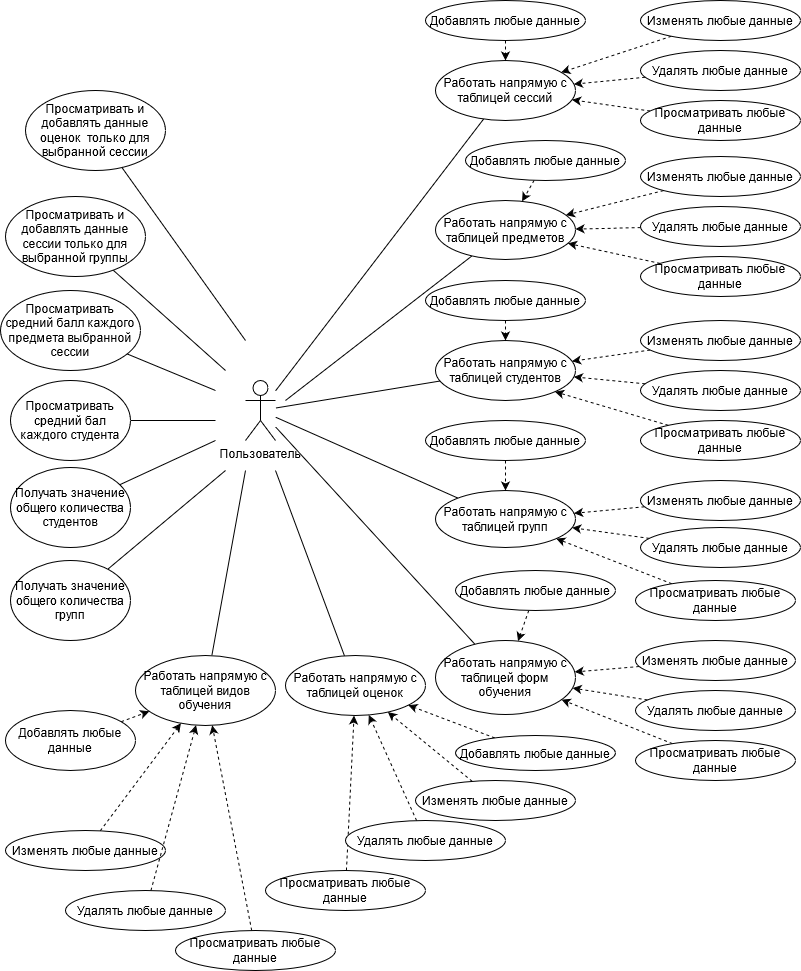 Добавлять любые данные
Изменять любые данные
Работать напрямую с
таблицей сессий
Удалять любые данные
Просматривать любые
данные
Просматривать и
добавлять данные
оценок только для
выбранной сессии
Добавлять любые данные
Изменять любые данные
Работать напрямую с
таблицей предметов
Удалять любые данные
Просматривать любые
данные
Просматривать и
добавлять данные
сессии только для
выбранной группы
Добавлять любые данные
Изменять любые данные
Работать напрямую с
таблицей студентов
Удалять любые данные
Просматривать любые
данные
Просматривать
средний балл каждого
предмета выбранной
сессии
Просматривать
средний бал
каждого студента
Пользователь
Добавлять любые данные
Изменять любые данные
Работать напрямую с
таблицей групп
Удалять любые данные
Просматривать любые
данные
Получать значение
общего количества
студентов
Получать значение
общего количества
групп
Добавлять любые данные
Изменять любые данные
Работать напрямую с
таблицей форм
обучения
Удалять любые данные
Просматривать любые
данные
Работать напрямую с
таблицей видов
обучения
Работать напрямую с
таблицей оценок
Добавлять любые
данные
Добавлять любые данные
Изменять любые данные
Удалять любые данные
Просматривать любые
данные
Изменять любые данные
Удалять любые данные
Просматривать любые
данные